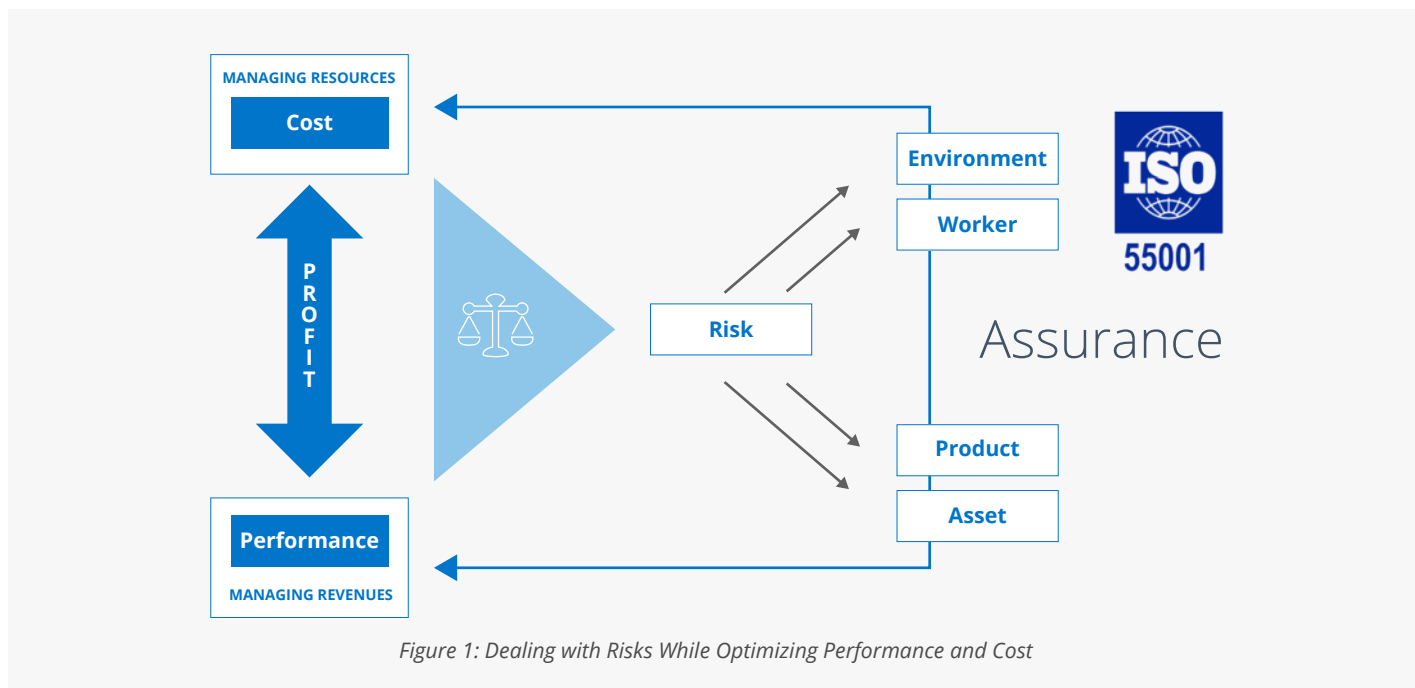 MANAGING RESOURCES
Cost
PROFIT
Performance
MANAGING REVENUES
Risk
Environment
Worker
Product
Asset
ISO
55001
Assurance
Figure 1: Dealing with Risks While Optimizing Performance and Cost